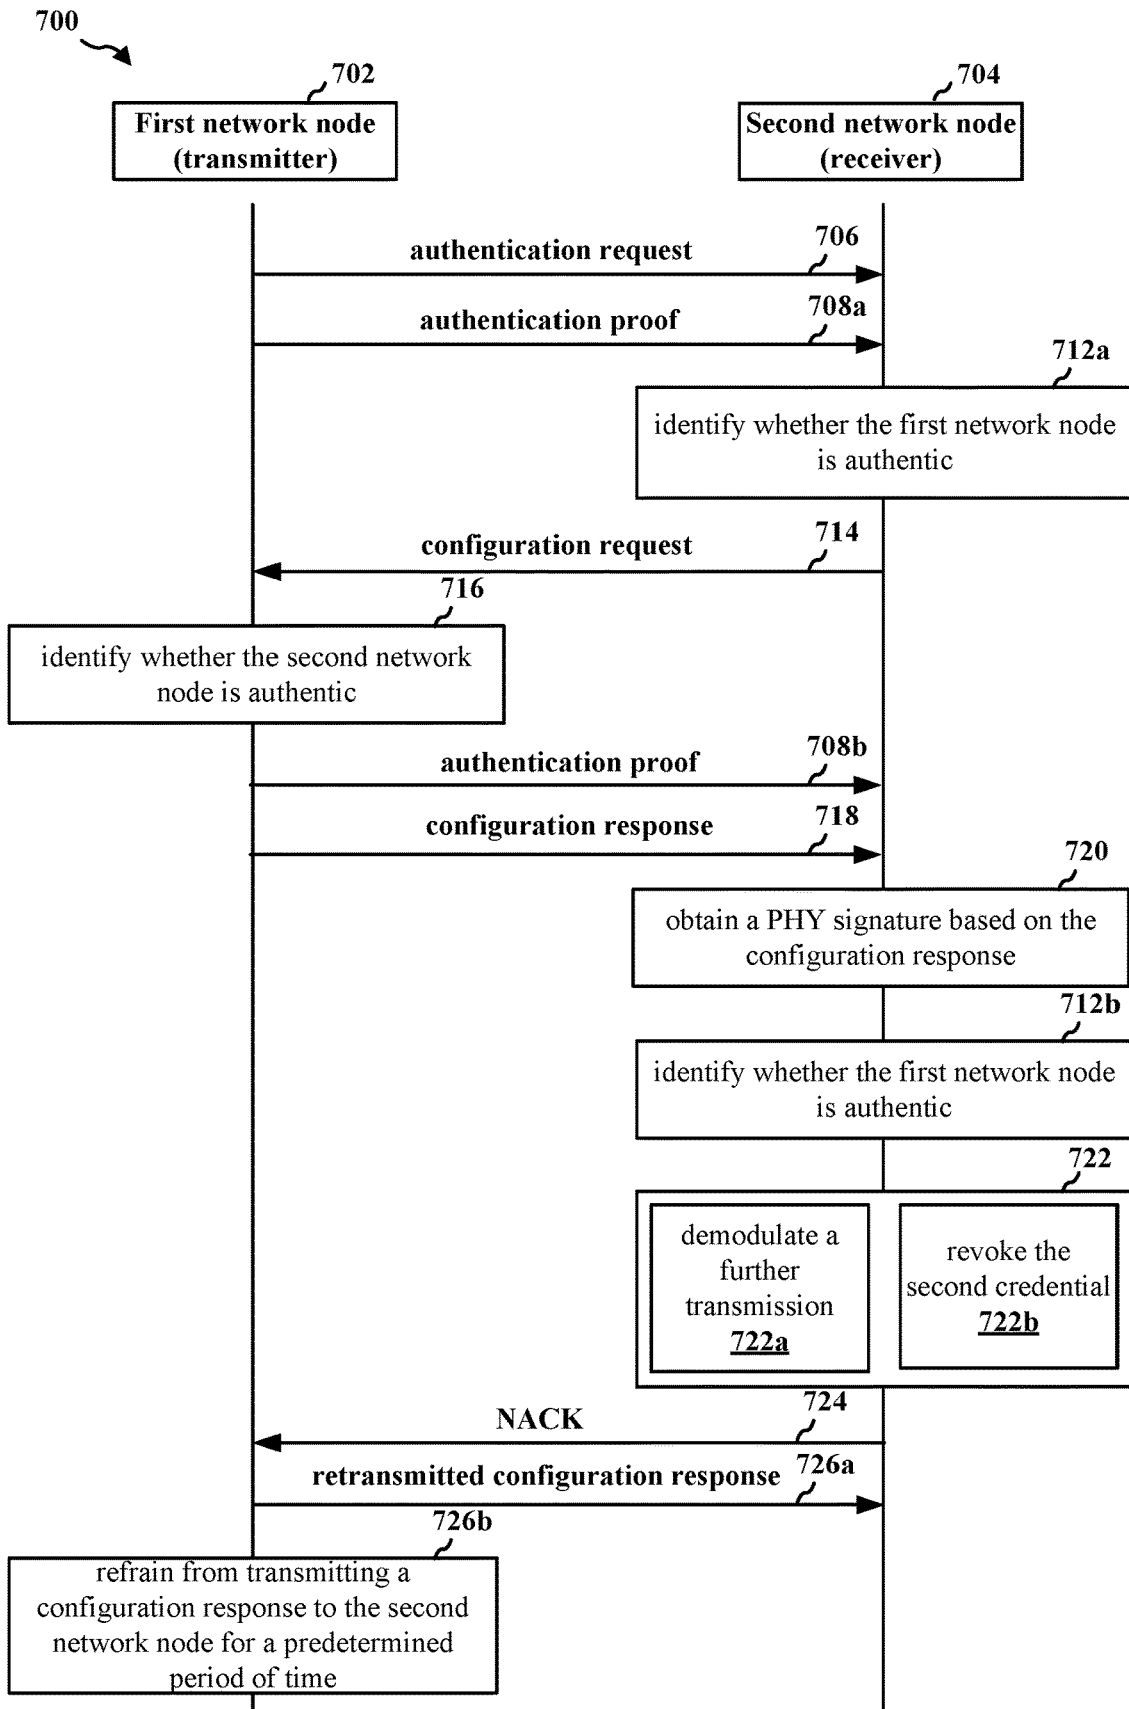 700
702
704
First network node
(transmitter)
Second network node
(receiver)
authentication request
706
authentication proof
708a
712a
identify whether the first network node
is authentic
configuration request
714
716
identify whether the second network
node is authentic
authentication proof
708b
configuration response
718
720
obtain a PHY signature based on the
configuration response
712b
identify whether the first network node
is authentic
722
demodulate a
further
transmission
722a
revoke the
second credential
722b
NACK
724
retransmitted configuration response
726a
726b
refrain from transmitting a
configuration response to the second
network node for a predetermined
period of time